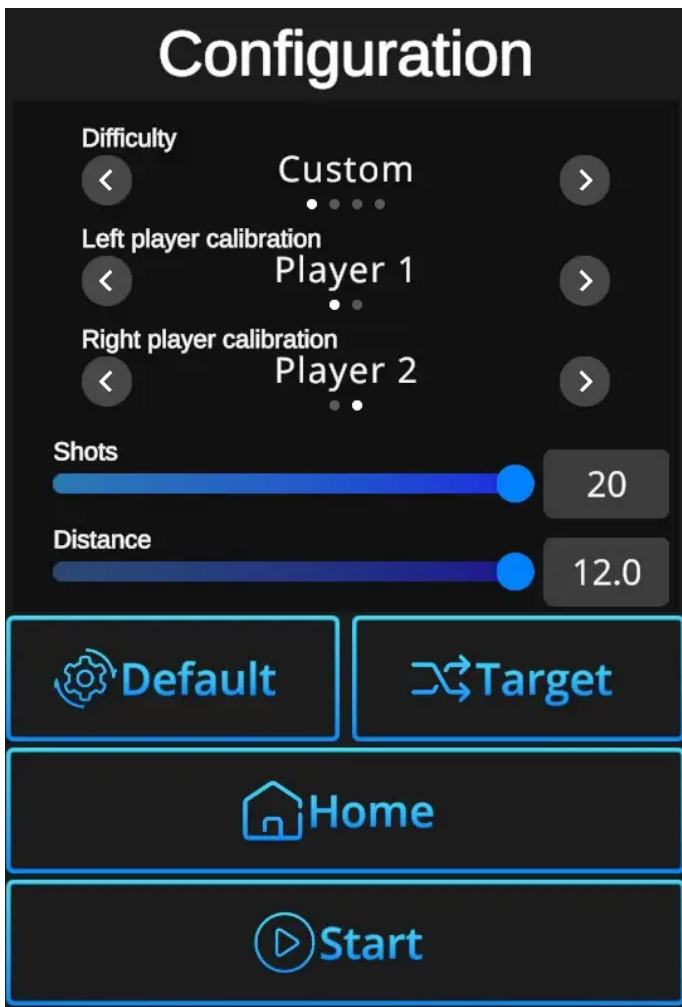 Configuration
Difficulty
Custom
Left player calibration
Player 1
Right player calibration
Player 2
Shots
20
Distance
12.0
Default
Target
Home
Start